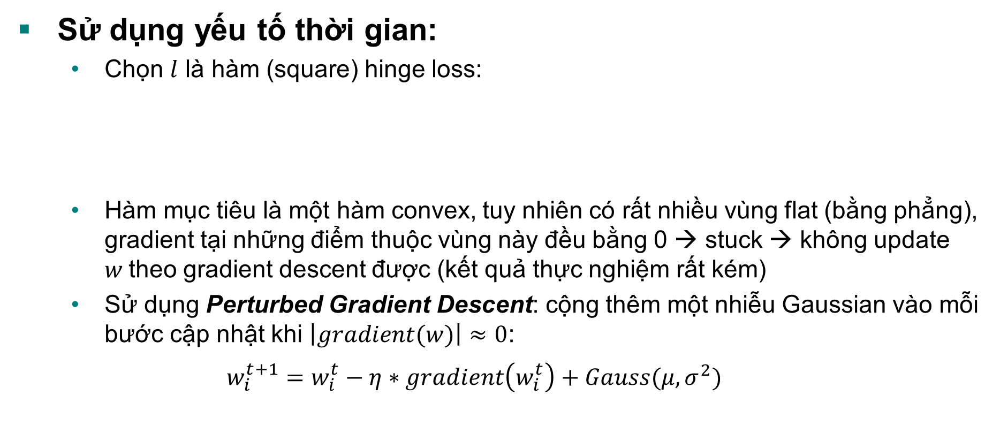 ▪ Sử dụng yếu tố thời gian:
• Chọn 𝑙 là hàm (square) hinge loss:
• Hàm mục tiêu là một hàm convex, tuy nhiên có rất nhiều vùng flat (bằng phẳng),
gradient tại những điểm thuộc vùng này đều bằng 0 → stuck → không update
𝑤 theo gradient descent được (kết quả thực nghiệm rất kém)
• Sử dụng Perturbed Gradient Descent: cộng thêm một nhiễu Gaussian vào mỗi
bước cập nhật khi |𝑔𝑟𝑎𝑑𝑖𝑒𝑛𝑡(𝑤)| ≈ 0:
$w_i^{t+1} = w_i^t - \eta * gradient(w_i^t) + Gauss(\mu, \sigma^2)$